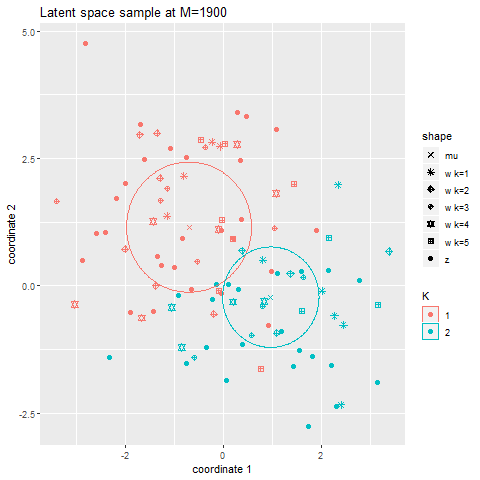 Latent space sample at M=1900
5.0
2.5
0.0
-2.5
coordinate 2
-2
0
2
coordinate 1
shape
mu
w k=1
w k=2
w k=3
w k=4
w k=5
z
K
1
2